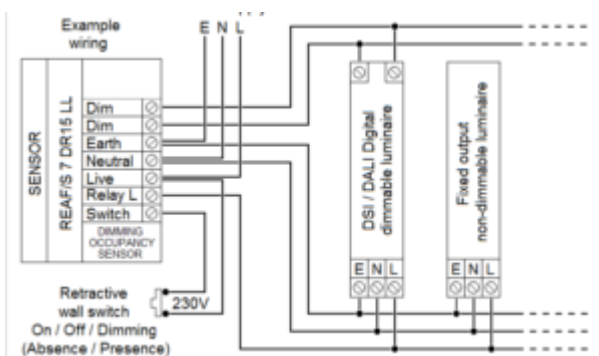 Example
wiring
E N L
SENSOR
REAF/S 7 DR15 LL
Dim
Dim
Earth
Neutral
Live
Relay L
Switch
DIMMING
OCCUPANCY
SENSOR
Retractive
wall switch
On / Off / Dimming
(Absence / Presence)
230V
DSI / DALI Digital
dimmable luminaire
E N L
Fixed output
non-dimmable luminaire
E N L